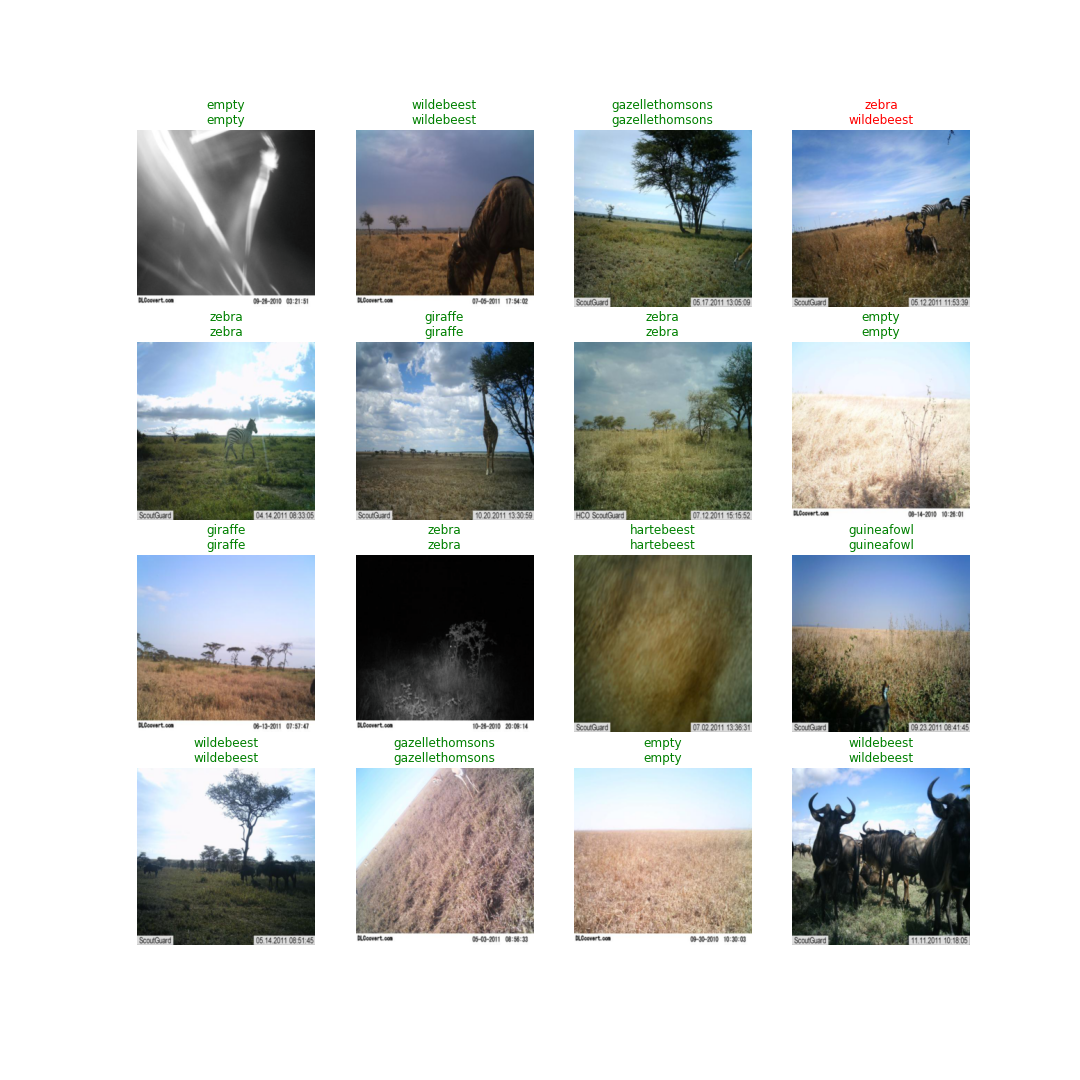 empty
empty
wildebeest
wildebeest
gazellethomsons
gazellethomsons
zebra
wildebeest
DLCcovert.com 09-26-2010 03:21:51
DLCcovert.com 07-05-2011 17:54:02
ScoutGuard 05.17.2011 13:05:09
ScoutGuard 05.12.2011 11:53:39
zebra
zebra
giraffe
giraffe
zebra
zebra
empty
empty
ScoutGuard 04.14.2011 08:33:05
ScoutGuard 10.20.2011 13:30:59
HCO ScoutGuard 07.12.2011 15:15:52
DLCcovert.com 08-14-2010 10:26:01
giraffe
giraffe
zebra
zebra
hartebeest
hartebeest
guineafowl
guineafowl
DLCcovert.com 06-13-2011 07:57:47
DLCcovert.com 10-26-2010 20:09:14
ScoutGuard 07.02.2011 13:36:31
ScoutGuard 09.23.2011 08:41:45
wildebeest
wildebeest
gazellethomsons
gazellethomsons
empty
empty
wildebeest
wildebeest
ScoutGuard 05.14.2011 08:51:45
DLCcovert.com 05-03-2011 08:56:33
DLCcovert.com 09-30-2010 10:30:03
ScoutGuard 11.11.2011 10:18:05